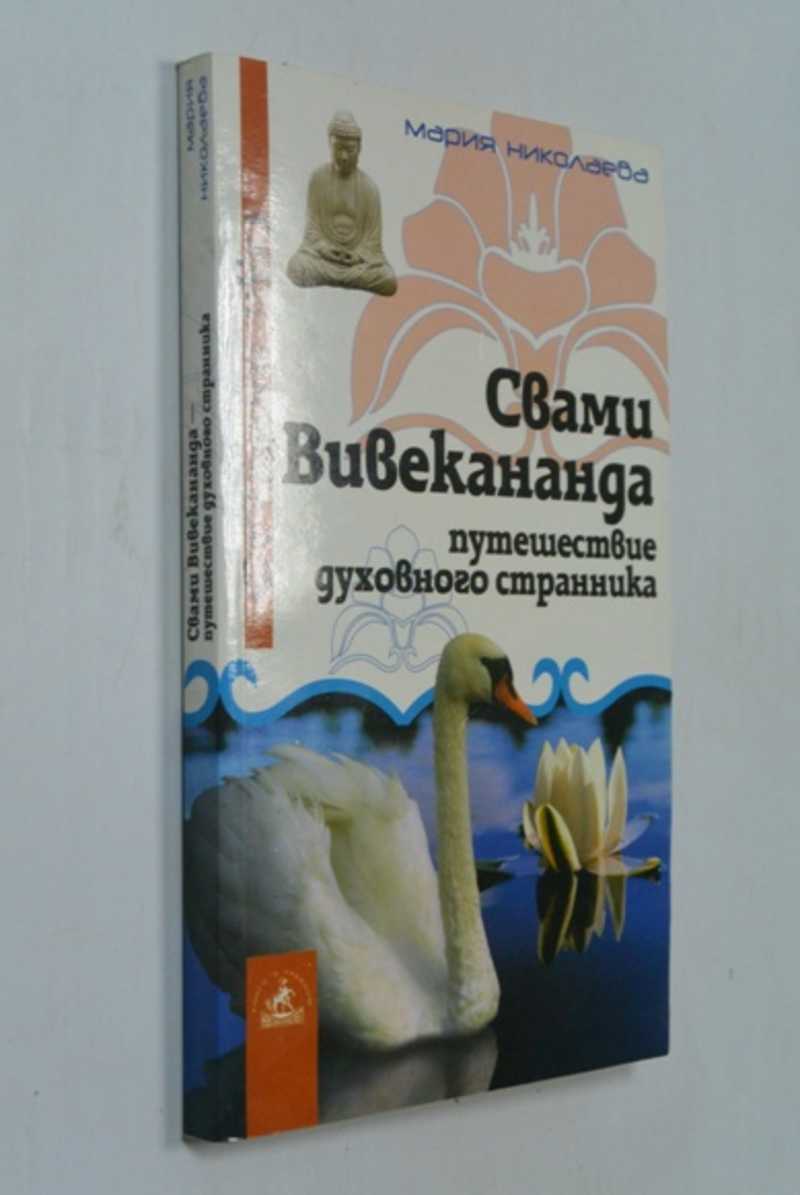 Мария Николаева
Свами
Вивекананда
путешествие
духовного странника
Мария
Николаева
Свами Вивекананда —
путешествие духовного странника